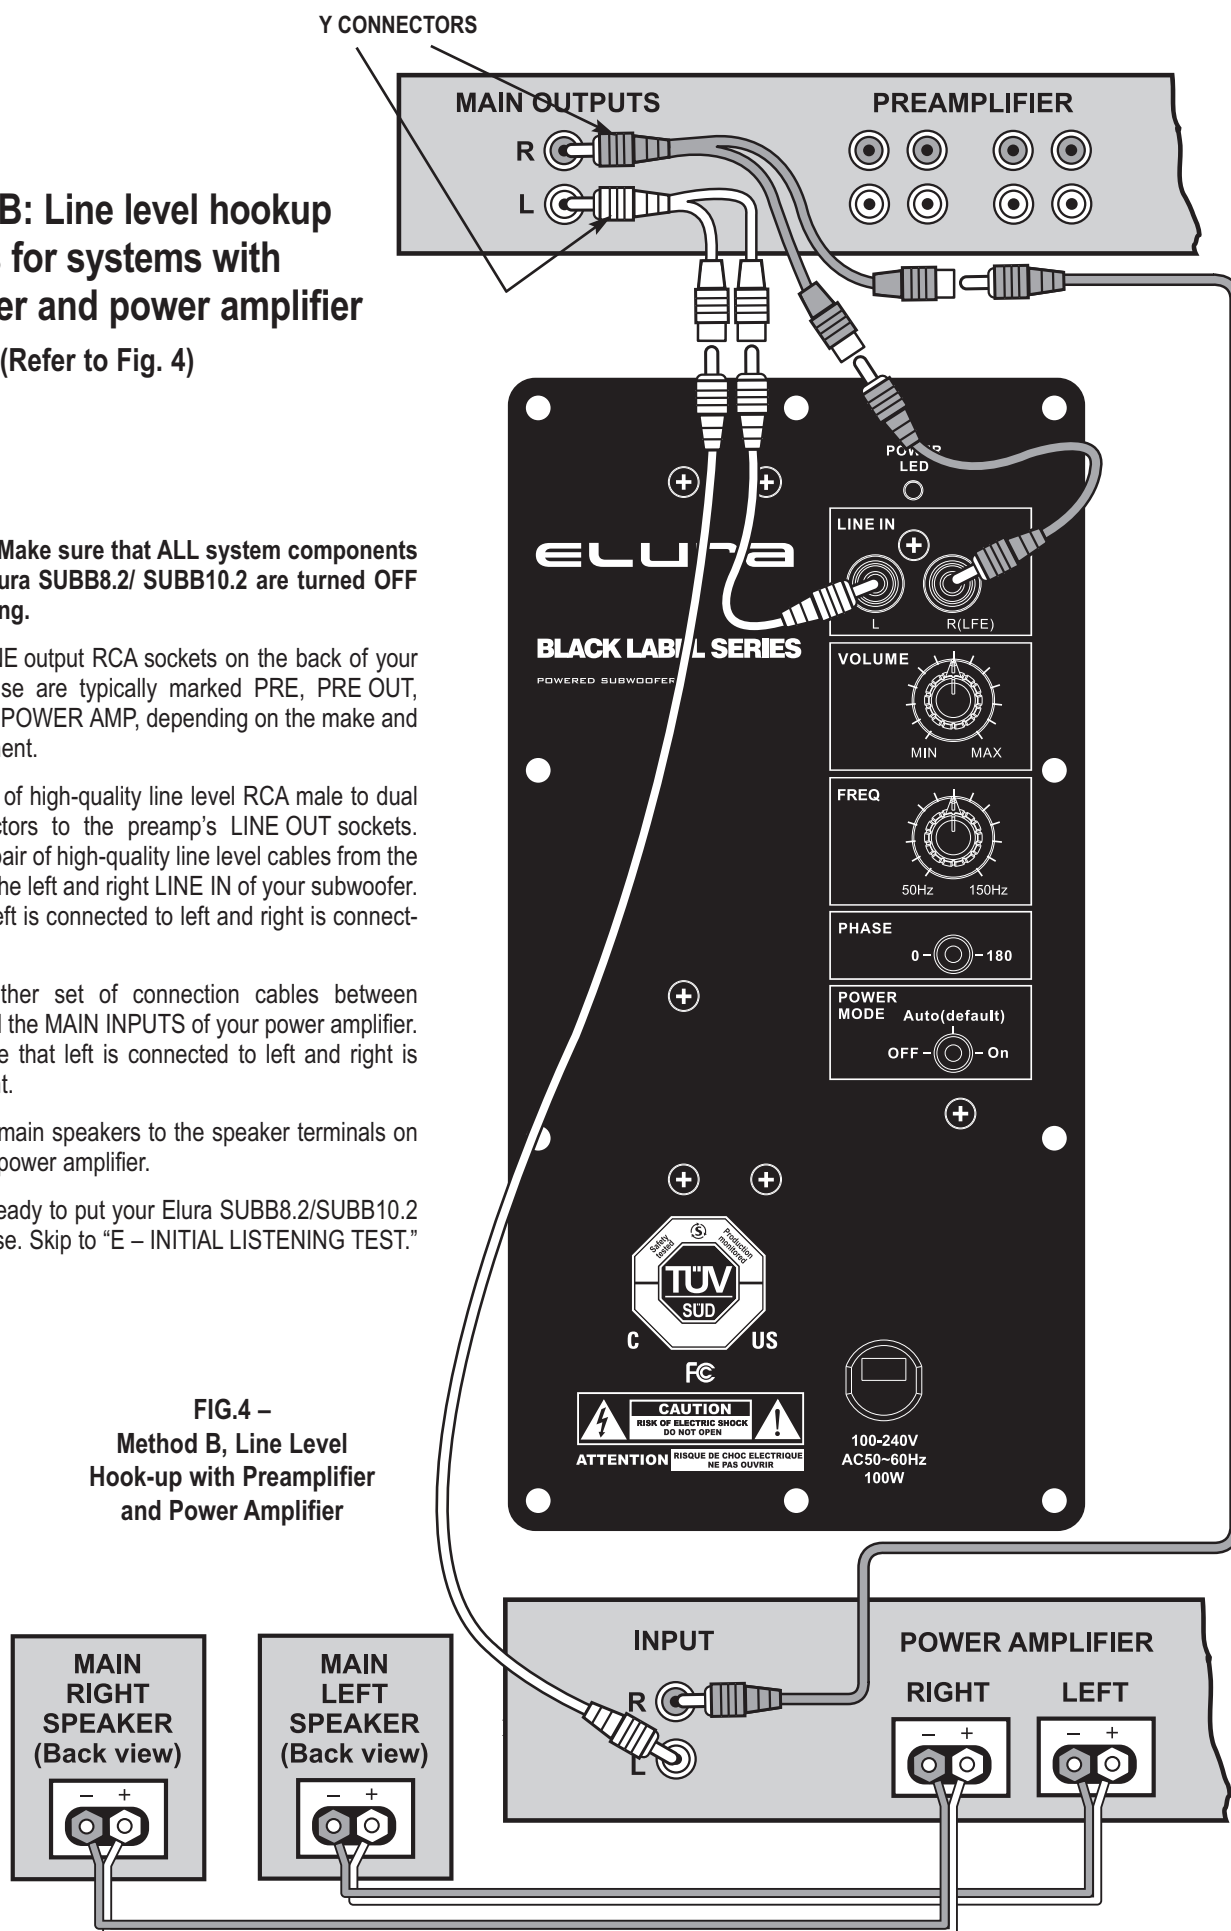 Y CONNECTORS
MAIN OUTPUTS
PREAMPLIFIER
R
L
B: Line level hookup
for systems with
er and power amplifier
(Refer to Fig. 4)
Make sure that ALL system components
ura SUBB8.2/ SUBB10.2 are turned OFF
ng.
NE output RCA sockets on the back of your
se are typically marked PRE, PRE OUT,
POWER AMP, depending on the make and
nent.
of high-quality line level RCA male to dual
ctors to the preamp’s LINE OUT sockets.
pair of high-quality line level cables from the
he left and right LINE IN of your subwoofer.
eft is connected to left and right is connect-
ther set of connection cables between
d the MAIN INPUTS of your power amplifier.
e that left is connected to left and right is
nt.
main speakers to the speaker terminals on
power amplifier.
eady to put your Elura SUBB8.2/SUBB10.2
se. Skip to “E – INITIAL LISTENING TEST.”
FIG.4 –
Method B, Line Level
Hook-up with Preamplifier
and Power Amplifier
POWER
LED
LINE IN
L
R(LFE)
ELURA
BLACK LABEL SERIES
POWERED SUBWOOFER
VOLUME
MIN MAX
FREQ
50Hz 150Hz
PHASE
0 – – 180
POWER
MODE Auto(default)
OFF – – On
Safety
tested
S
Production
monitored
TÜV
SÜD
C US
FC
CAUTION
RISK OF ELECTRIC SHOCK
DO NOT OPEN
ATTENTION RISQUE DE CHOC ELECTRIQUE
NE PAS OUVRIR
100-240V
AC50~60Hz
100W
INPUT
POWER AMPLIFIER
R
L
RIGHT
LEFT
– +
– +
MAIN
RIGHT
SPEAKER
(Back view)
– +
MAIN
LEFT
SPEAKER
(Back view)
– +